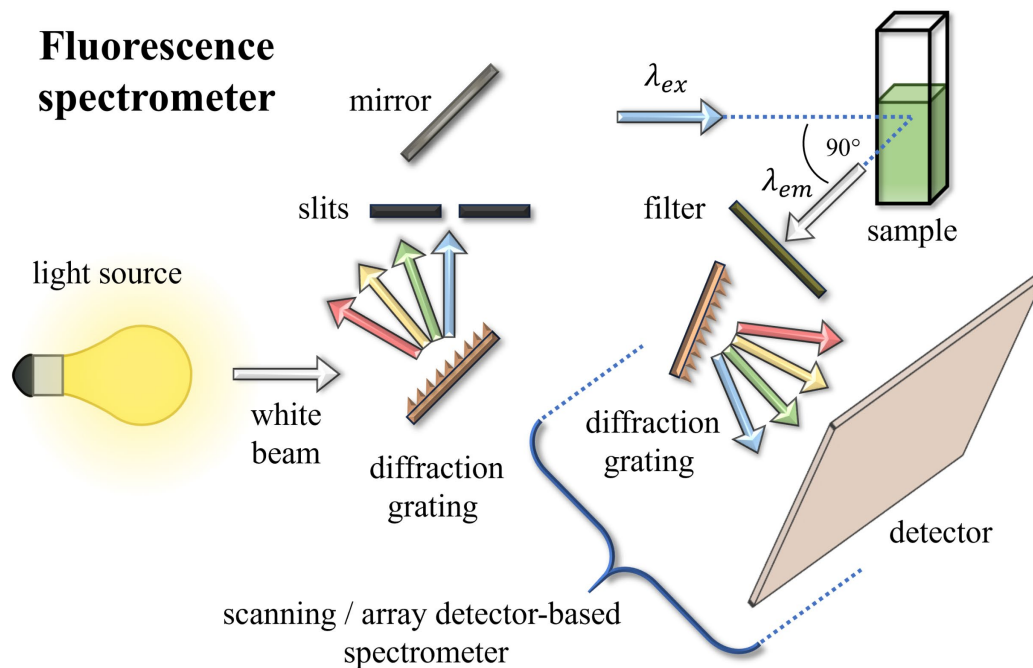 Fluorescence
spectrometer
mirror
λₑₓ
90°
λₑₘ
slits
filter
sample
light source
white
beam
diffraction
grating
diffraction
grating
detector
scanning / array detector-based
spectrometer